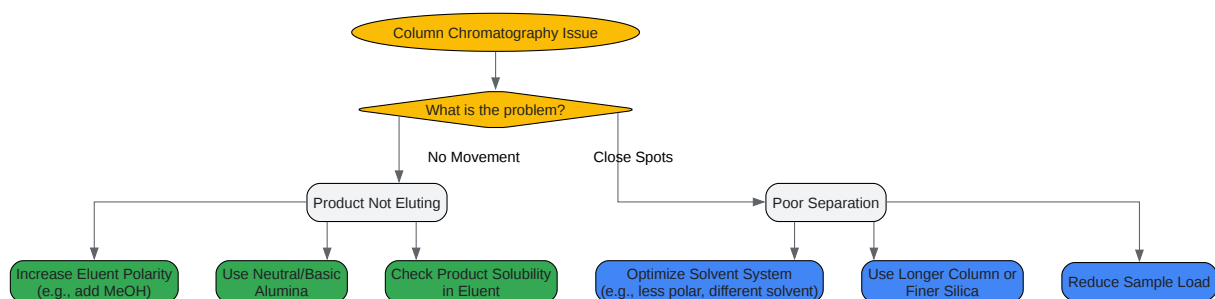 Column Chromatography Issue
What is the problem?
No Movement
Close Spots
Product Not Eluting
Poor Separation
Increase Eluent Polarity
(e.g., add MeOH)
Use Neutral/Basic
Alumina
Check Product Solubility
in Eluent
Optimize Solvent System
(e.g., less polar, different solvent)
Use Longer Column or
Finer Silica
Reduce Sample Load